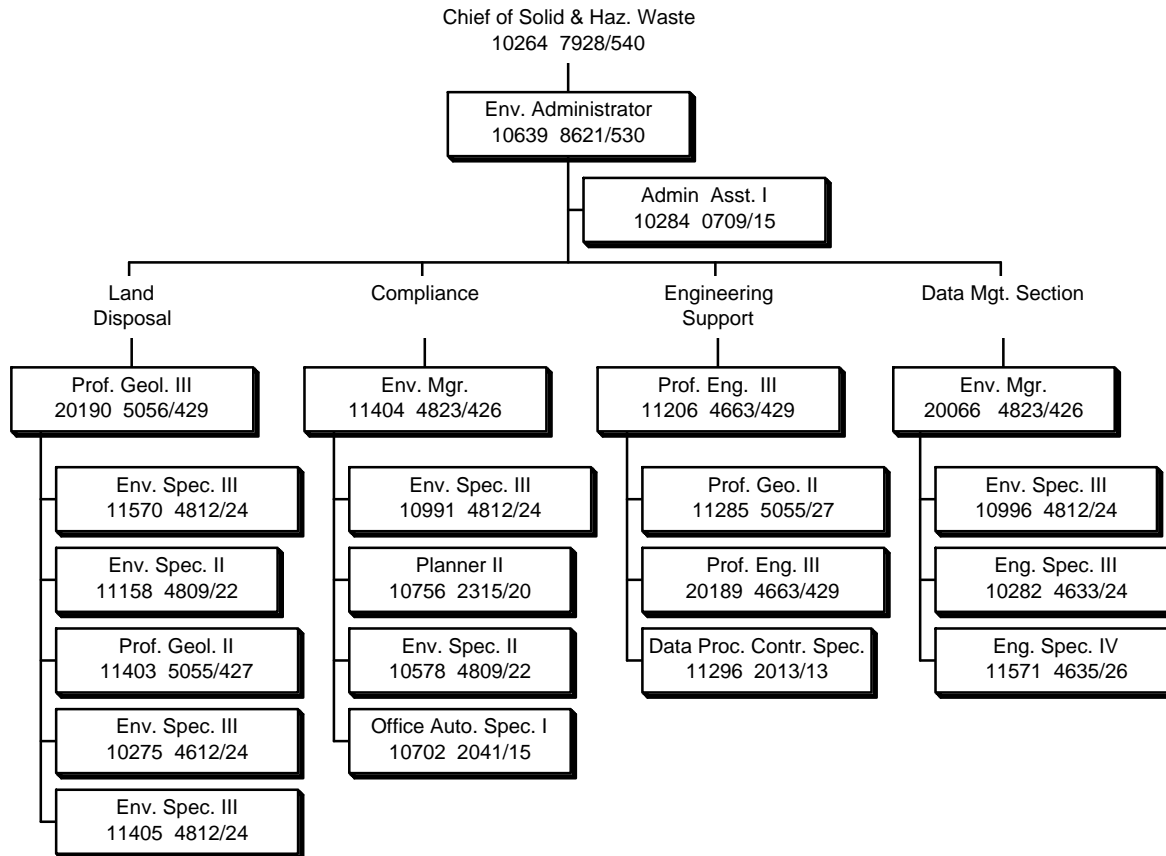 Chief of Solid & Haz. Waste
10264 7928/540
Env. Administrator
10639 8621/530
Admin Asst. I
10284 0709/15
Land
Disposal
Compliance
Engineering
Support
Data Mgt. Section
Prof. Geol. III
20190 5056/429
Env. Spec. III
11570 4812/24
Env. Spec. II
11158 4809/22
Prof. Geol. II
11403 5055/427
Env. Spec. III
10275 4612/24
Env. Spec. III
11405 4812/24
Env. Mgr.
11404 4823/426
Env. Spec. III
10991 4812/24
Planner II
10756 2315/20
Env. Spec. II
10578 4809/22
Office Auto. Spec. I
10702 2041/15
Prof. Eng. III
11206 4663/429
Prof. Geo. II
11285 5055/27
Prof. Eng. III
20189 4663/429
Data Proc. Contr. Spec.
11296 2013/13
Env. Mgr.
20066 4823/426
Env. Spec. III
10996 4812/24
Eng. Spec. III
10282 4633/24
Eng. Spec. IV
11571 4635/26